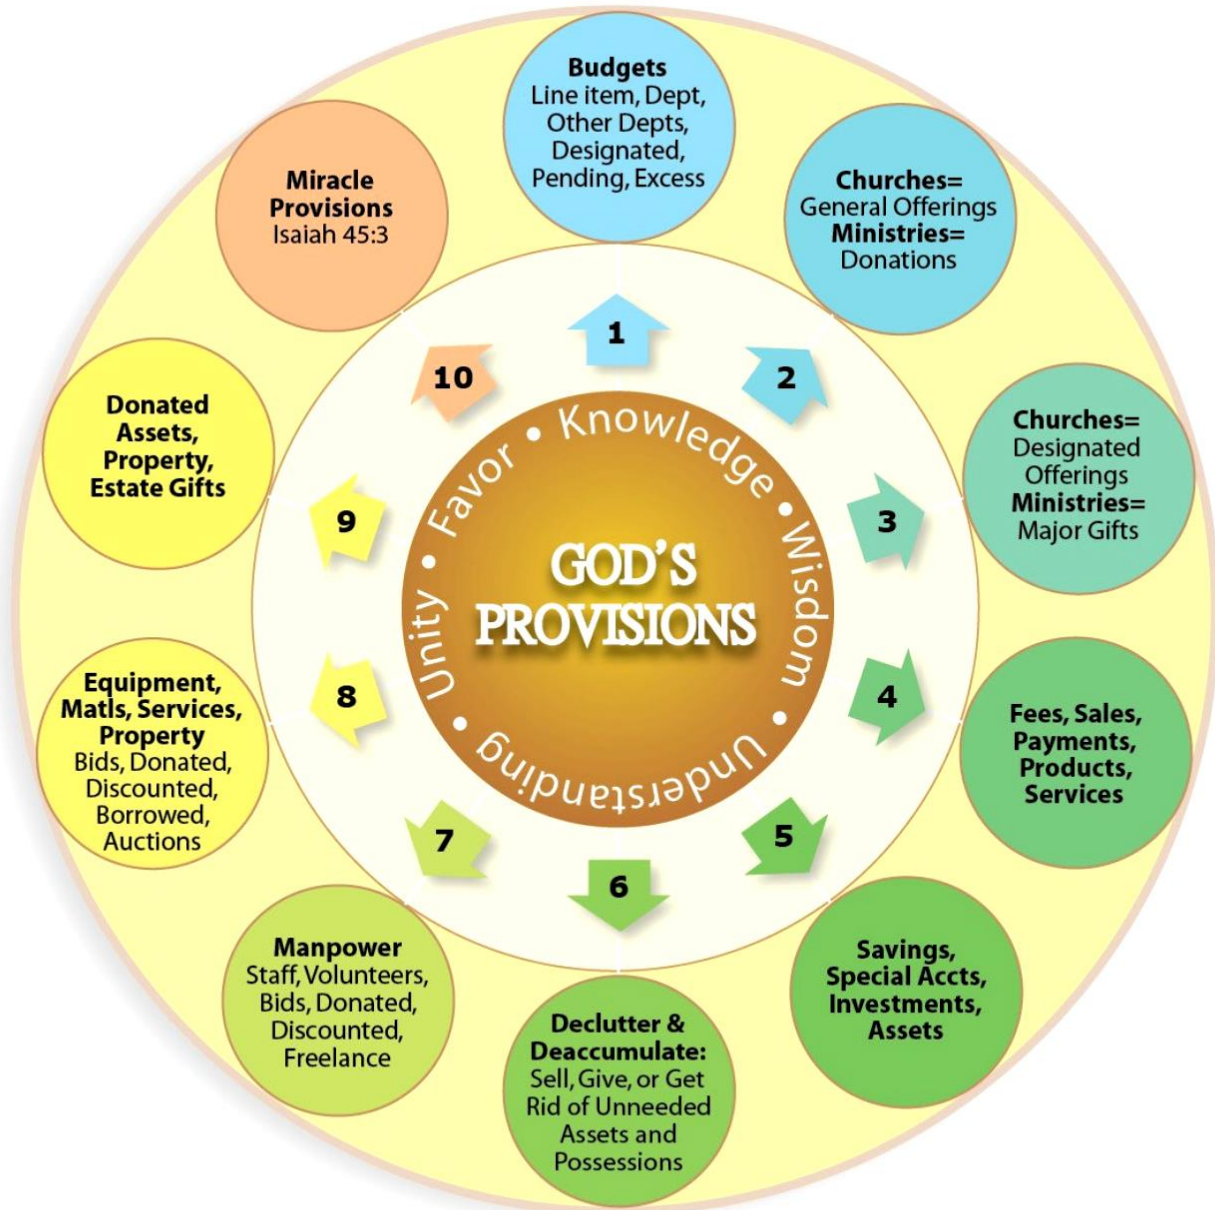 GOD'S
PROVISIONS
• Knowledge • Wisdom • Understanding • Unity • Favor
1
Budgets
Line item, Dept,
Other Depts,
Designated,
Pending, Excess
2
Churches=
General Offerings
Ministries=
Donations
3
Churches=
Designated
Offerings
Ministries=
Major Gifts
4
Fees, Sales,
Payments,
Products,
Services
5
Savings,
Special Accts,
Investments,
Assets
6
Declutter &
Deaccumulate:
Sell, Give, or Get
Rid of Unneeded
Assets and
Possessions
7
Manpower
Staff, Volunteers,
Bids, Donated,
Discounted,
Freelance
8
Equipment,
Matls, Services,
Property
Bids, Donated,
Discounted,
Borrowed,
Auctions
9
Donated
Assets,
Property,
Estate Gifts
10
Miracle
Provisions
Isaiah 45:3